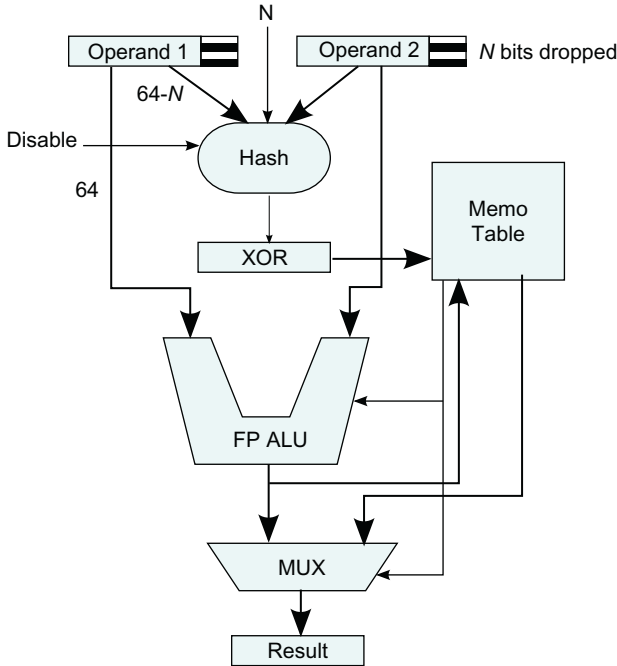 N
Operand 1
Operand 2
N bits dropped
64-N
Disable
Hash
64
Memo
Table
XOR
FP ALU
MUX
Result